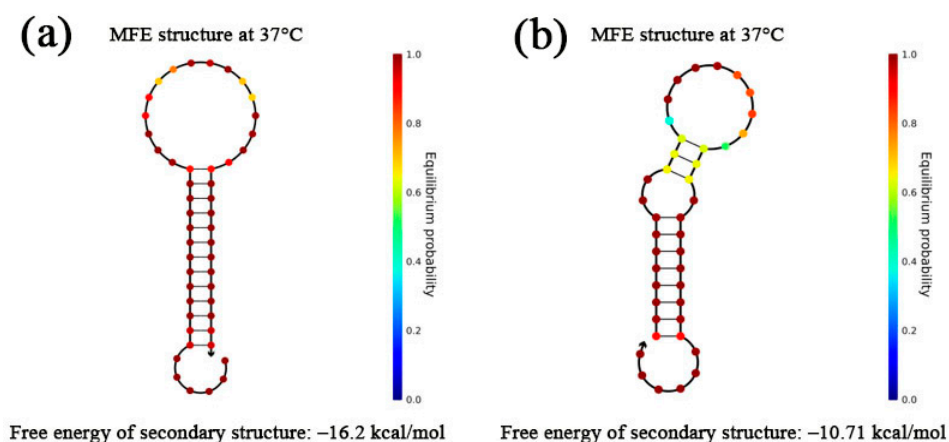 (a) MFE structure at 37°C
1.0
0.8
0.6
0.4
0.2
0.0
Equilibrium probability
Free energy of secondary structure: –16.2 kcal/mol
(b) MFE structure at 37°C
1.0
0.8
0.6
0.4
0.2
0.0
Equilibrium probability
Free energy of secondary structure: –10.71 kcal/mol